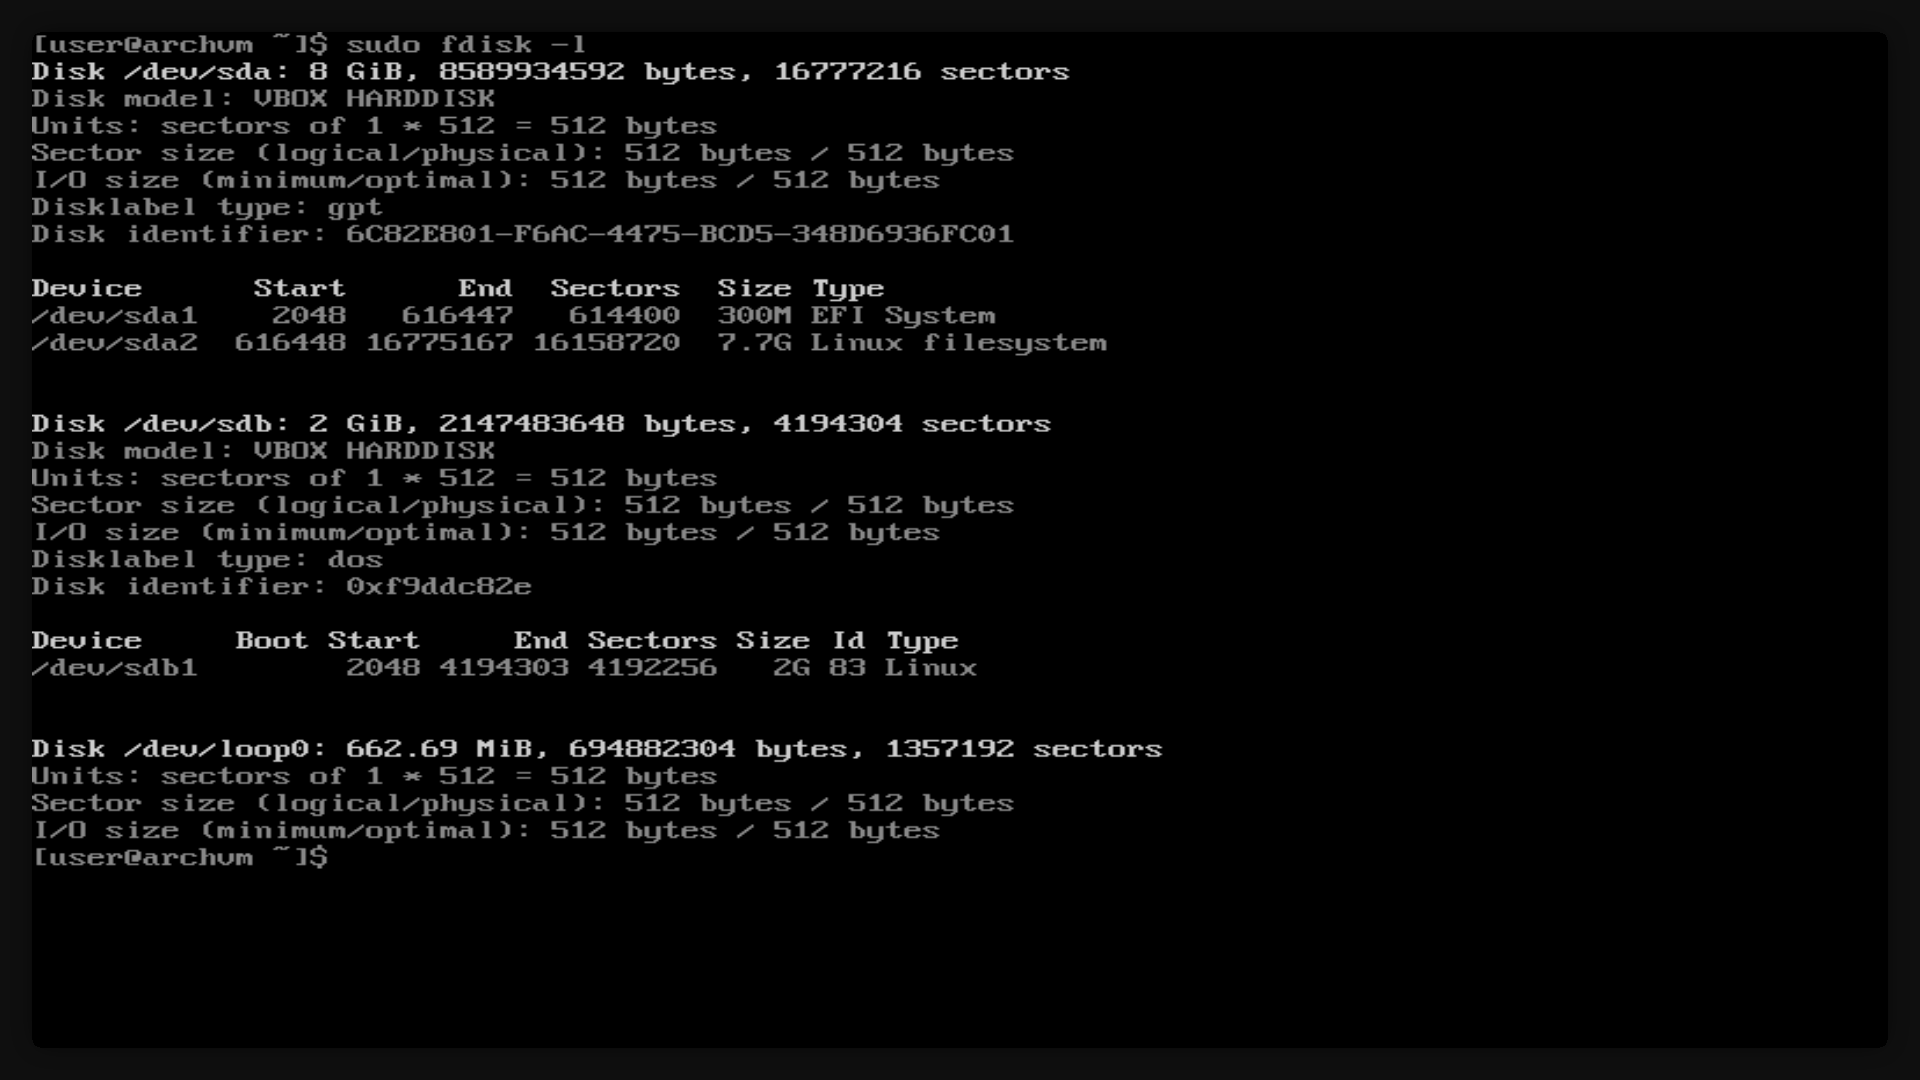 [user@archvm ~]$ sudo fdisk -l
Disk /dev/sda: 8 GiB, 8589934592 bytes, 16777216 sectors
Disk model: VBOX HARDDISK
Units: sectors of 1 * 512 = 512 bytes
Sector size (logical/physical): 512 bytes / 512 bytes
I/O size (minimum/optimal): 512 bytes / 512 bytes
Disklabel type: gpt
Disk identifier: 6C82E801-F6AC-4475-BCD5-348D6936FC01
Device      Start      End  Sectors  Size Type
/dev/sda1    2048   616447   614400  300M EFI System
/dev/sda2  616448 16775167 16158720  7.7G Linux filesystem
Disk /dev/sdb: 2 GiB, 2147483648 bytes, 4194304 sectors
Disk model: VBOX HARDDISK
Units: sectors of 1 * 512 = 512 bytes
Sector size (logical/physical): 512 bytes / 512 bytes
I/O size (minimum/optimal): 512 bytes / 512 bytes
Disklabel type: dos
Disk identifier: 0xf9ddc82e
Device     Boot Start     End Sectors Size Id Type
/dev/sdb1        2048 4194303 4192256   2G 83 Linux
Disk /dev/loop0: 662.69 MiB, 694882304 bytes, 1357192 sectors
Units: sectors of 1 * 512 = 512 bytes
Sector size (logical/physical): 512 bytes / 512 bytes
I/O size (minimum/optimal): 512 bytes / 512 bytes
[user@archvm ~]$